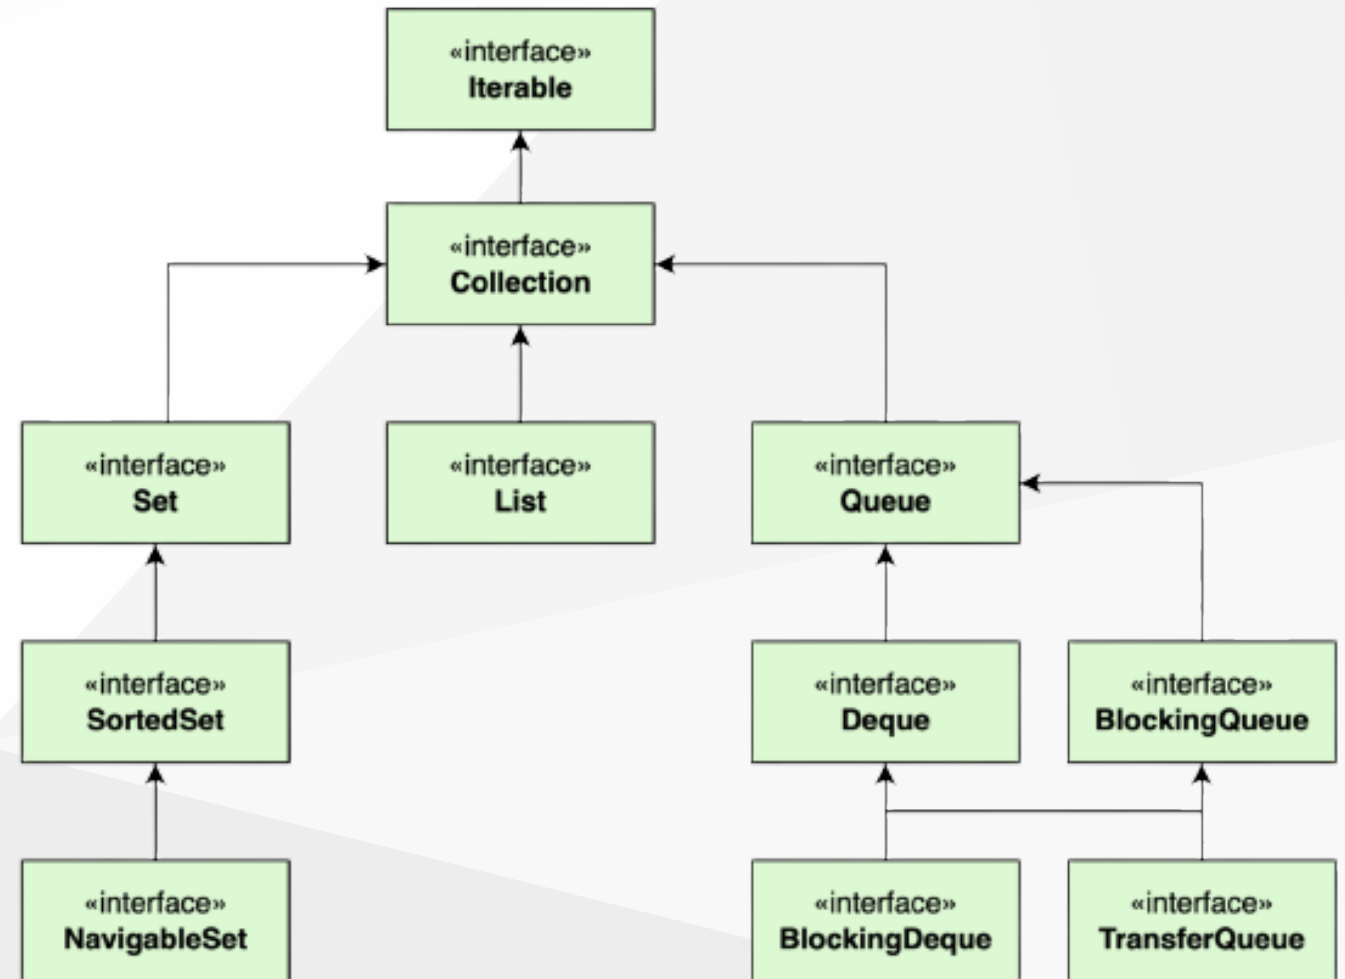 «interface»
Iterable
«interface»
Collection
«interface»
Set
«interface»
List
«interface»
Queue
«interface»
SortedSet
«interface»
Deque
«interface»
BlockingQueue
«interface»
NavigableSet
«interface»
BlockingDeque
«interface»
TransferQueue